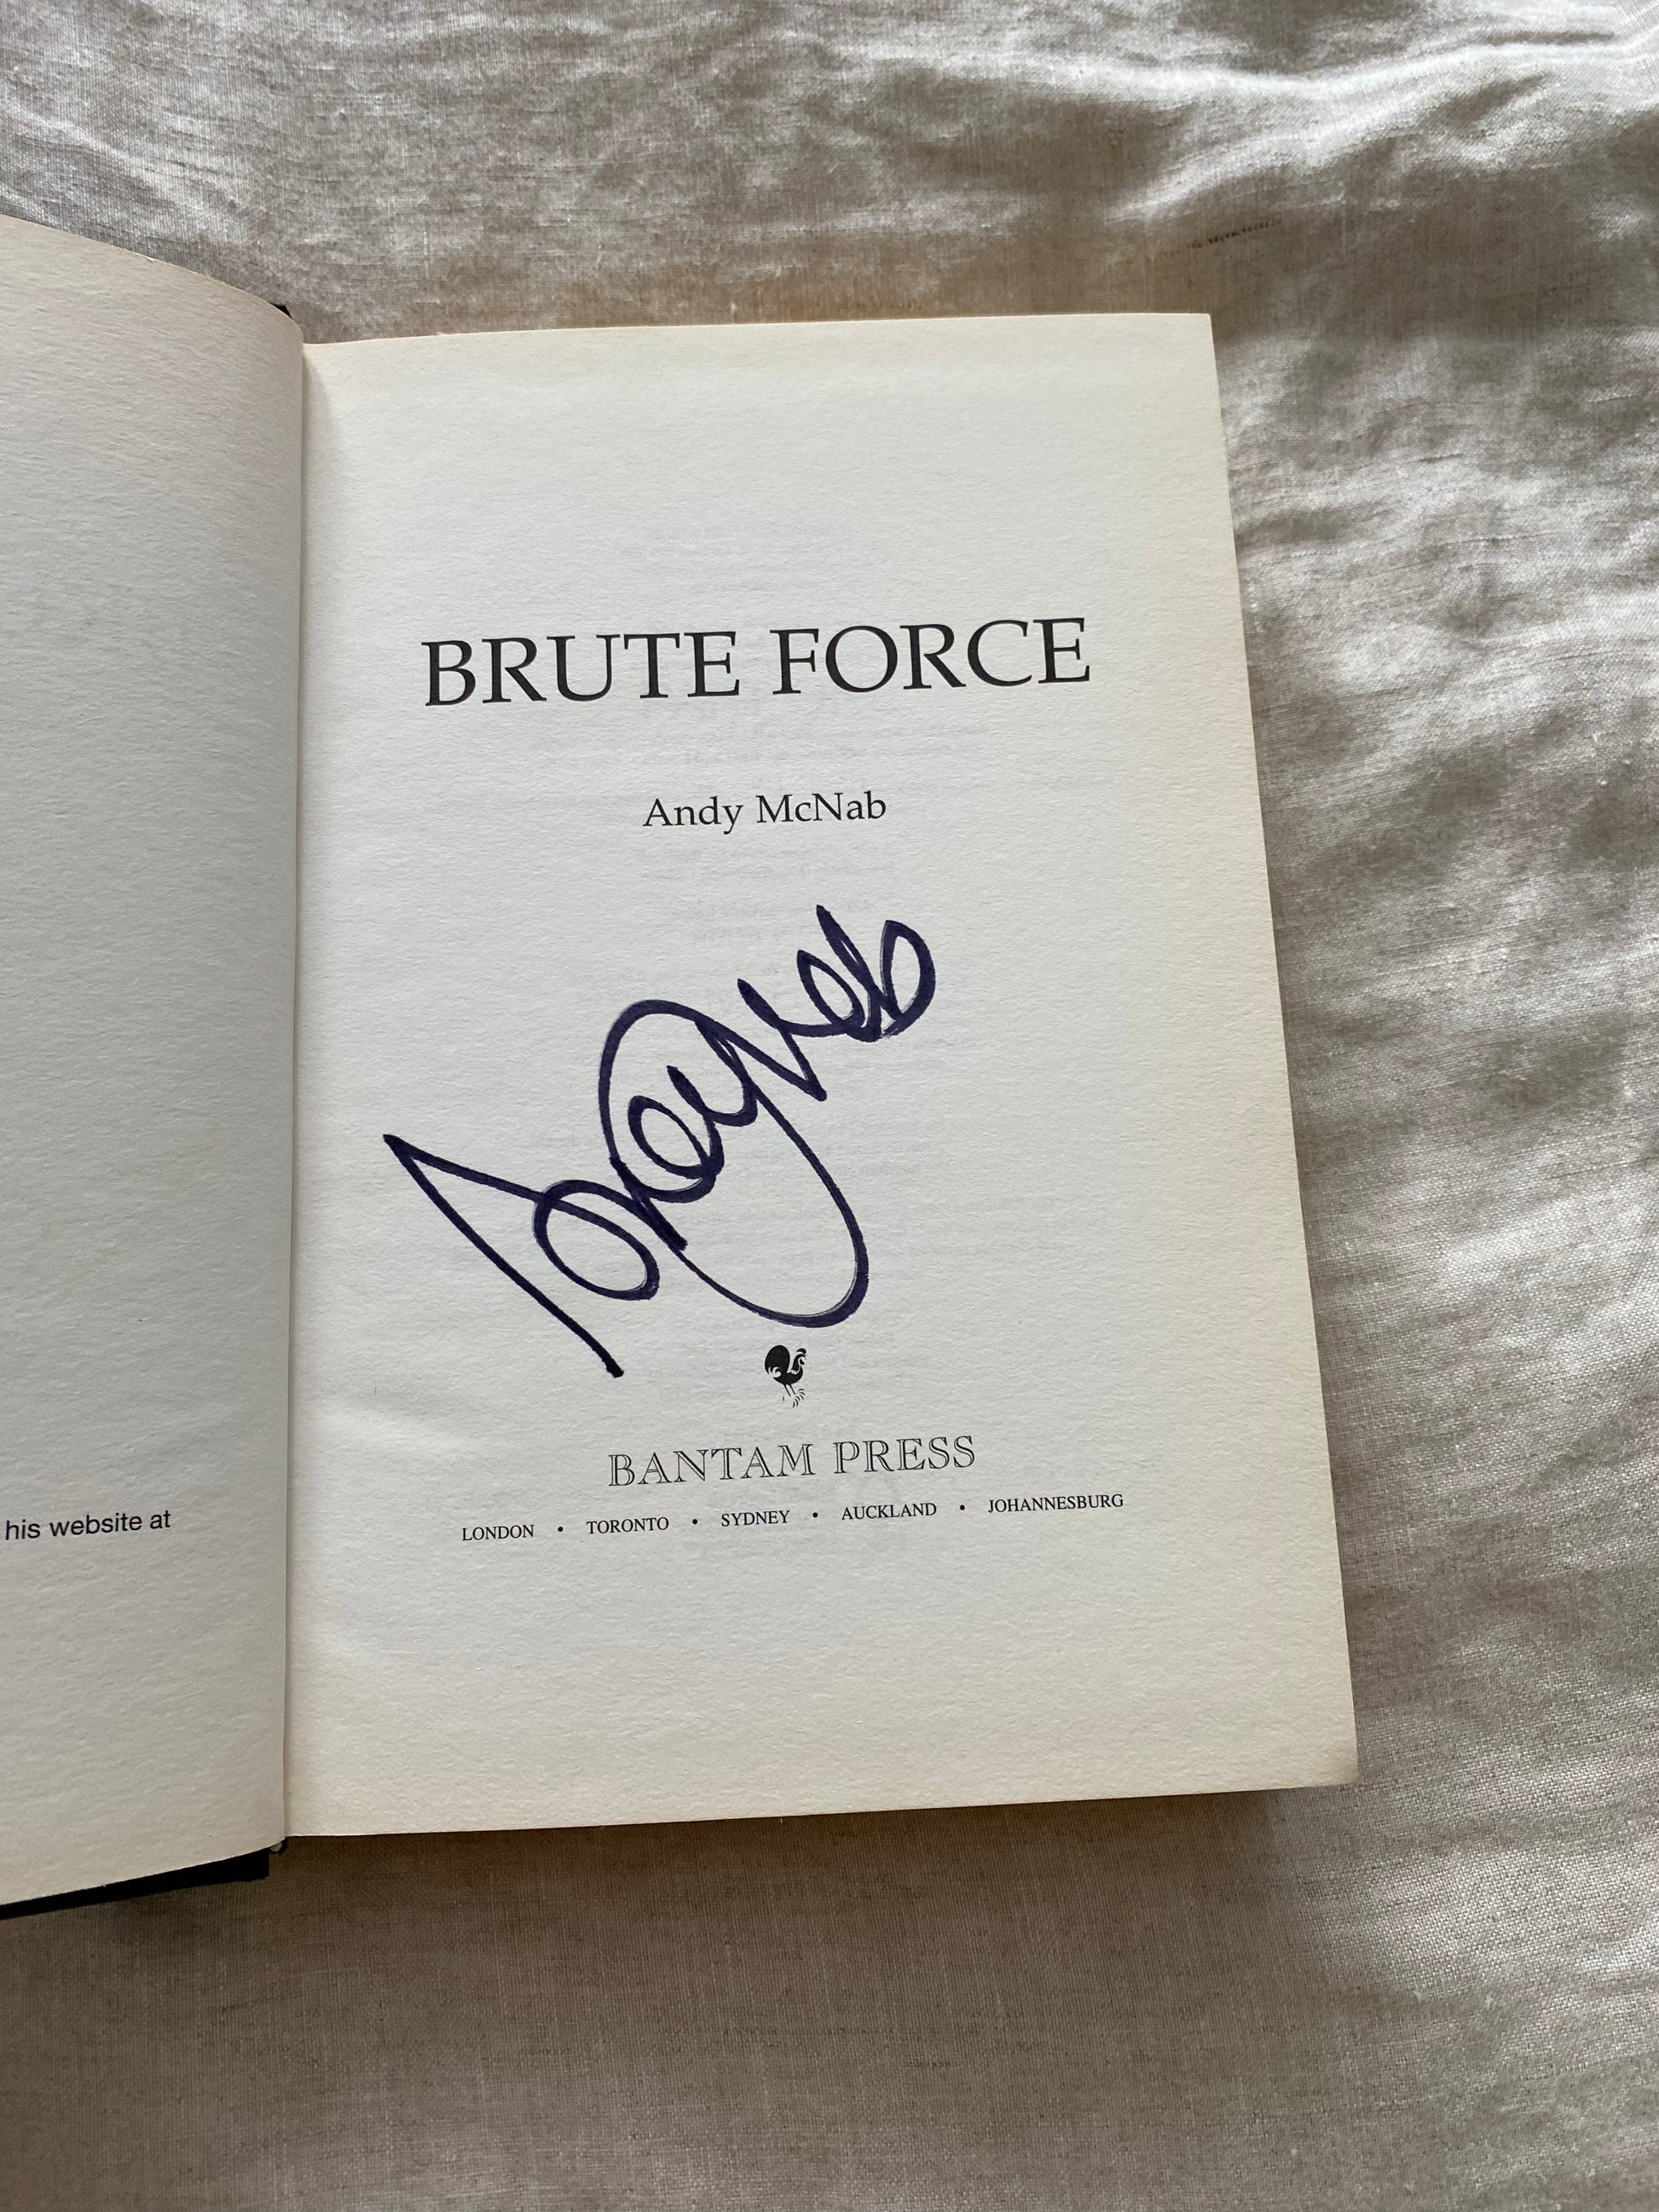 his website at
BRUTE FORCE
Andy McNab
BANTAM PRESS
LONDON • TORONTO • SYDNEY • AUCKLAND • JOHANNESBURG